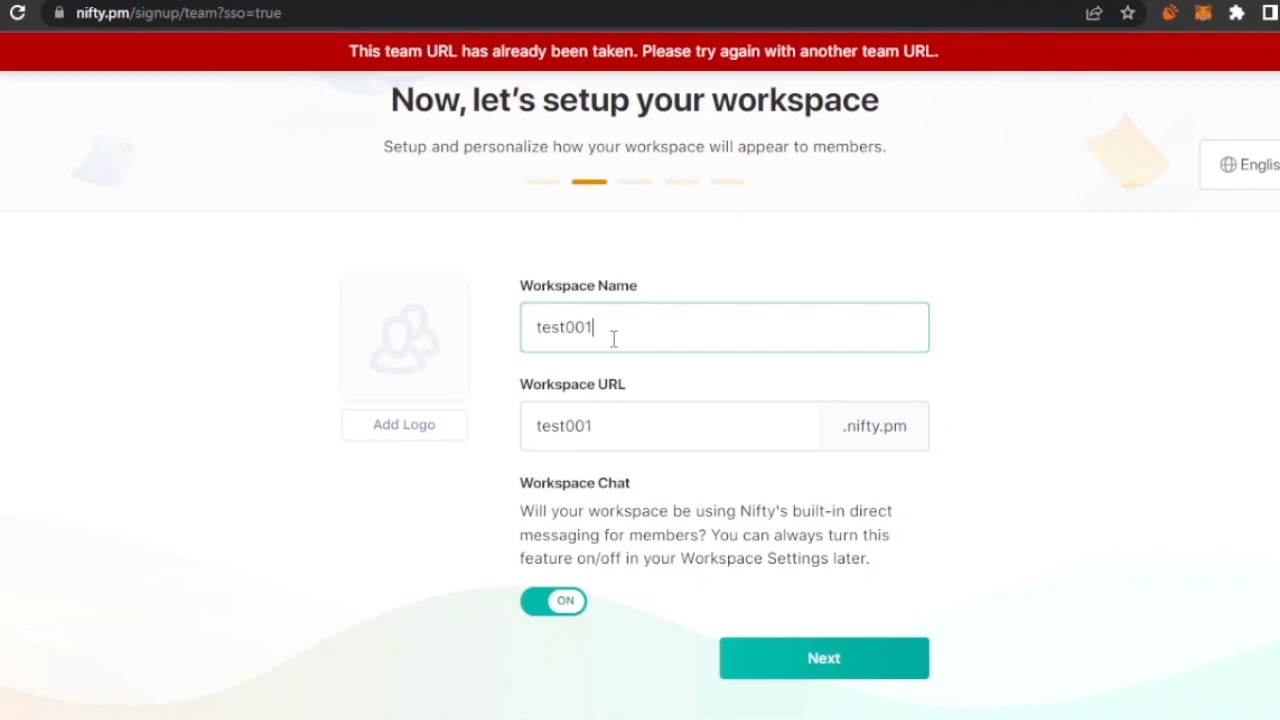 nifty.pm/signup/team?sso=true
This team URL has already been taken. Please try again with another team URL.
Now, let's setup your workspace
Setup and personalize how your workspace will appear to members.
Englis
Workspace Name
test001
Workspace URL
test001
.nifty.pm
Add Logo
Workspace Chat
Will your workspace be using Nifty's built-in direct
messaging for members? You can always turn this
feature on/off in your Workspace Settings later.
ON
Next